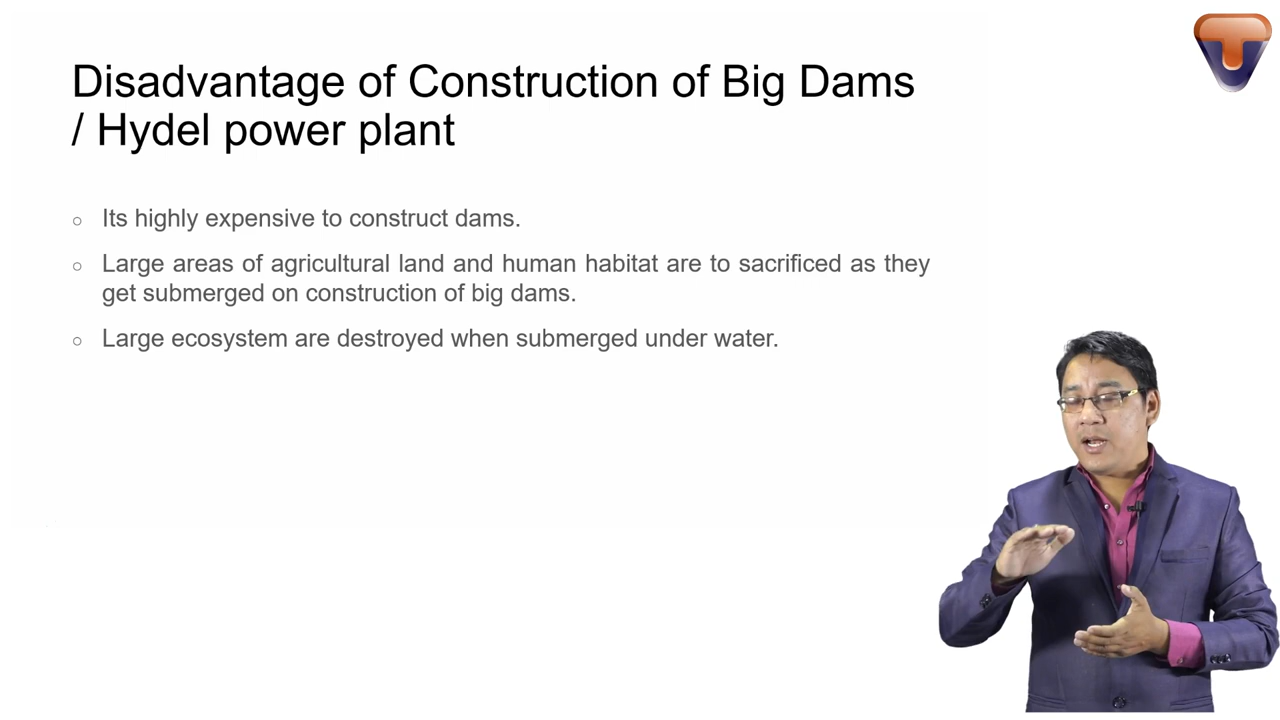 Disadvantage of Construction of Big Dams
/ Hydel power plant
○ Its highly expensive to construct dams.
○ Large areas of agricultural land and human habitat are to sacrificed as they
get submerged on construction of big dams.
○ Large ecosystem are destroyed when submerged under water.